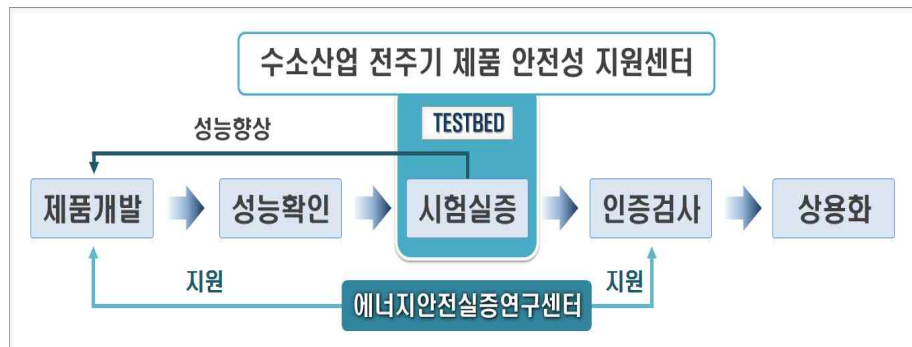 수소산업 전주기 제품 안전성 지원센터
TESTBED
성능향상
제품개발
성능확인
시험실증
인증검사
상용화
지원
지원
에너지안전실증연구센터